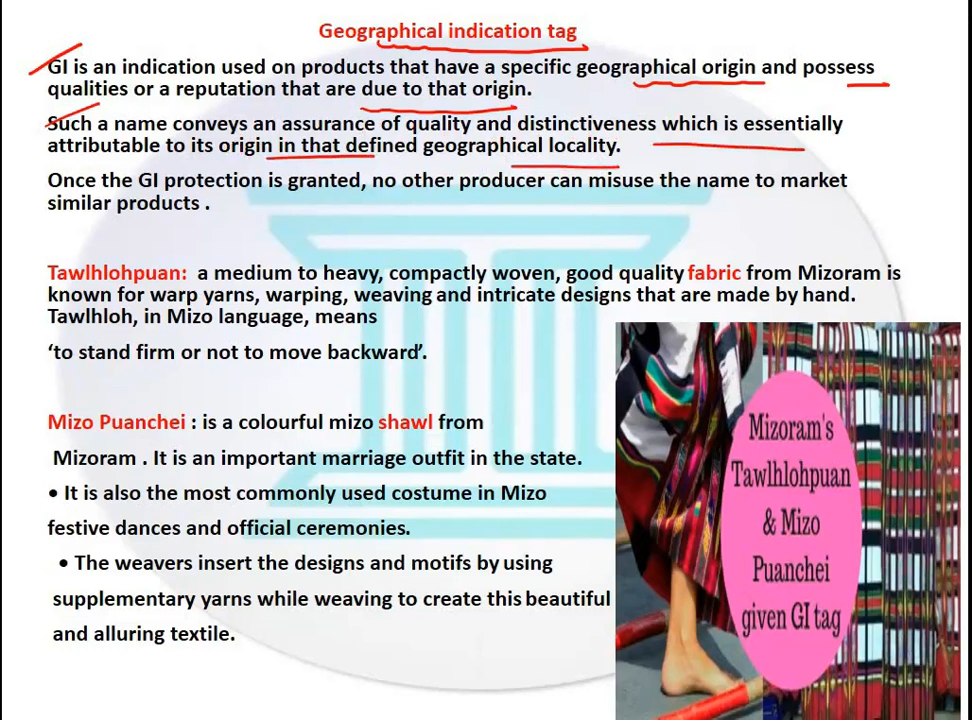 Geographical indication tag
GI is an indication used on products that have a specific geographical origin and possess
qualities or a reputation that are due to that origin.
Such a name conveys an assurance of quality and distinctiveness which is essentially
attributable to its origin in that defined geographical locality.
Once the GI protection is granted, no other producer can misuse the name to market
similar products .
Tawlhlohpuan: a medium to heavy, compactly woven, good quality fabric from Mizoram is
known for warp yarns, warping, weaving and intricate designs that are made by hand.
Tawlhloh, in Mizo language, means
‘to stand firm or not to move backward’.
Mizo Puanchei : is a colourful mizo shawl from
Mizoram . It is an important marriage outfit in the state.
• It is also the most commonly used costume in Mizo
festive dances and official ceremonies.
• The weavers insert the designs and motifs by using
supplementary yarns while weaving to create this beautiful
and alluring textile.
Mizoram's
Tawlhlohpuan
& Mizo
Puanchei
given GI tag